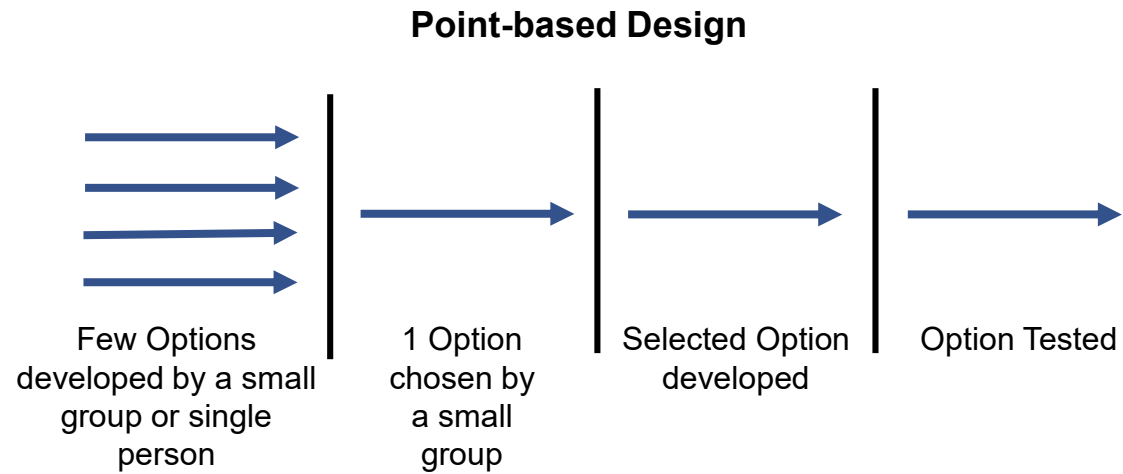 Point-based Design
Few Options
developed by a small
group or single
person
1 Option
chosen by
a small
group
Selected Option
developed
Option Tested